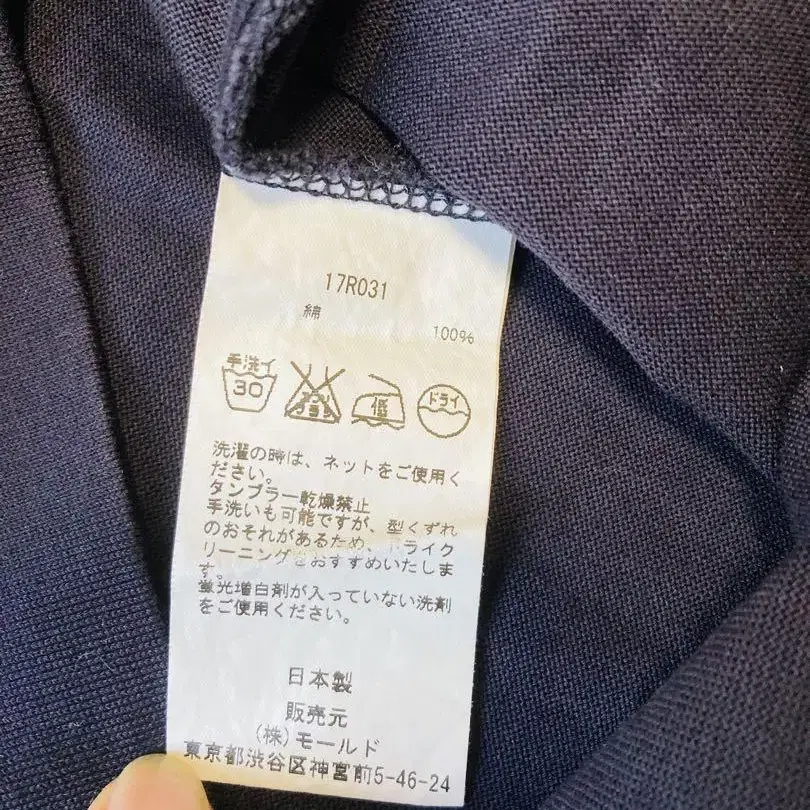 17R031
綿
100%
手洗イ
30
エンソ
サラシ
低
ドライ
洗濯の時は、ネットをご使用く
ださい。
タンブラー乾燥禁止
手洗いも可能ですが、型くずれ
のおそれがあるため、ドライク
リーニングをおすすめいたしま
す。
蛍光増白剤が入っていない洗剤
をご使用ください。
日本製
販売元
(株)モールド
東京都渋谷区神宮前5-46-24